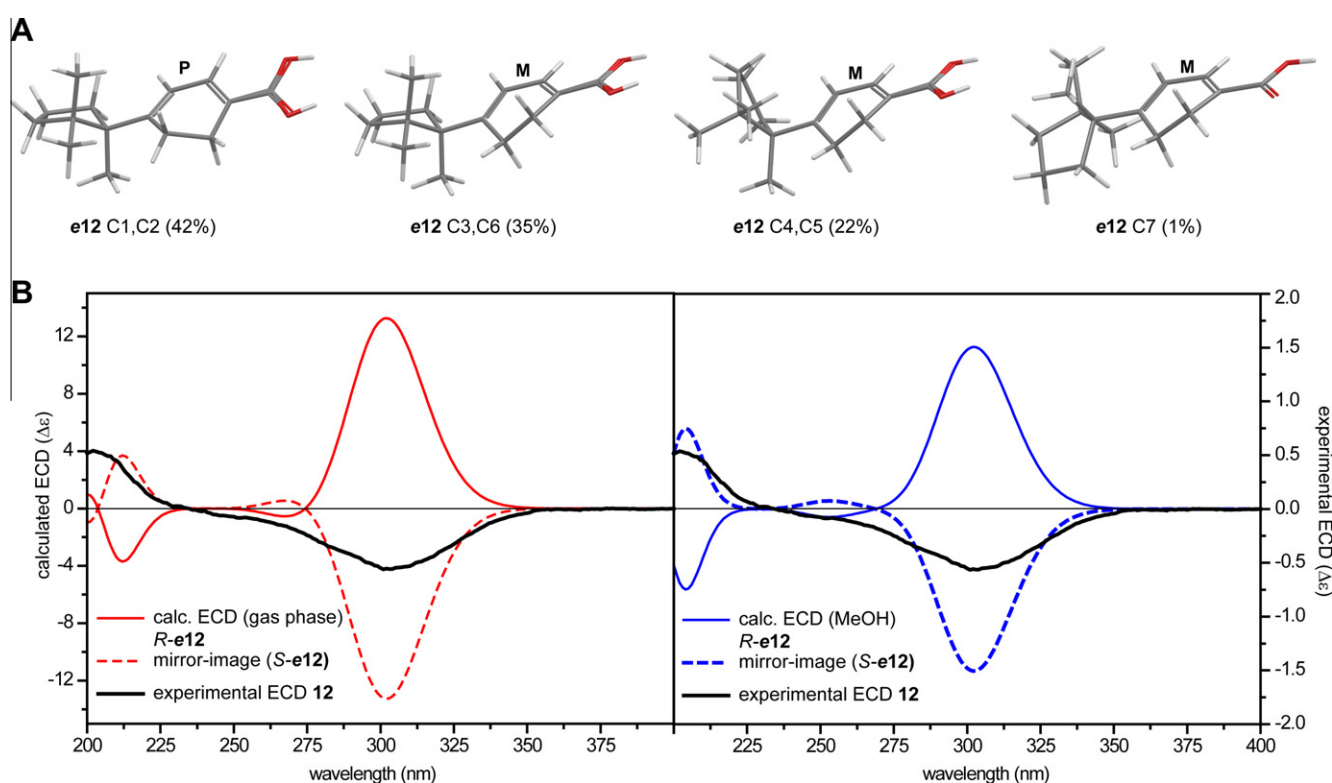 A
P
M
M
M
e12 C1,C2 (42%)
e12 C3,C6 (35%)
e12 C4,C5 (22%)
e12 C7 (1%)
B
calculated ECD (Δε)
12
8
4
0
-4
-8
-12
calc. ECD (gas phase)
R-e12
mirror-image (S-e12)
experimental ECD 12
200
225
250
275
300
325
350
375
wavelength (nm)
calc. ECD (MeOH)
R-e12
mirror-image (S-e12)
experimental ECD 12
225
250
275
300
325
350
375
400
wavelength (nm)
2.0
1.5
1.0
0.5
0.0
-0.5
-1.0
-1.5
-2.0
experimental ECD (Δε)